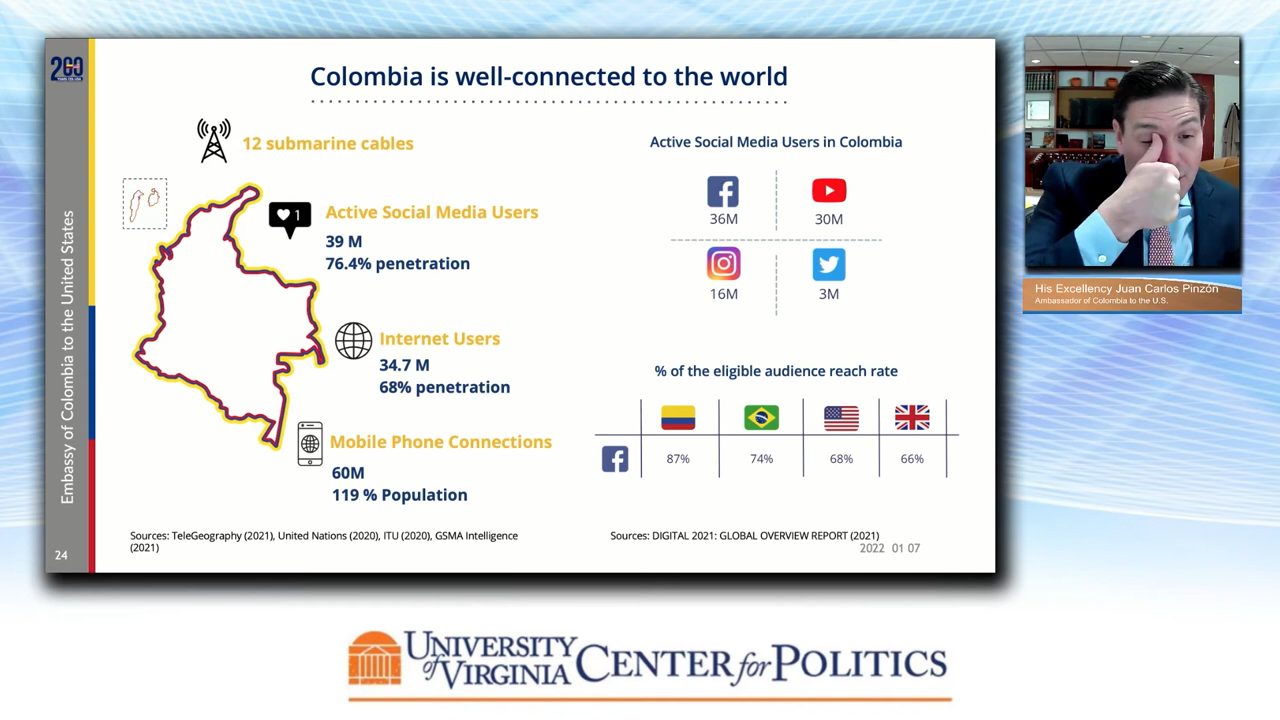 200
Embassy of Colombia to the United States
24
Colombia is well-connected to the world
12 submarine cables
1
Active Social Media Users
39 M
76.4% penetration
Internet Users
34.7 M
68% penetration
Mobile Phone Connections
60M
119 % Population
Sources: TeleGeography (2021), United Nations (2020), ITU (2020), GSMA Intelligence
(2021)
Active Social Media Users in Colombia
36M
30M
16M
3M
% of the eligible audience reach rate
87%
74%
68%
66%
Sources: DIGITAL 2021: GLOBAL OVERVIEW REPORT (2021)
2022 01 07
His Excellency Juan Carlos Pinzón
Ambassador of Colombia to the U.S.
UNIVERSITY
of VIRGINIA
CENTER for POLITICS